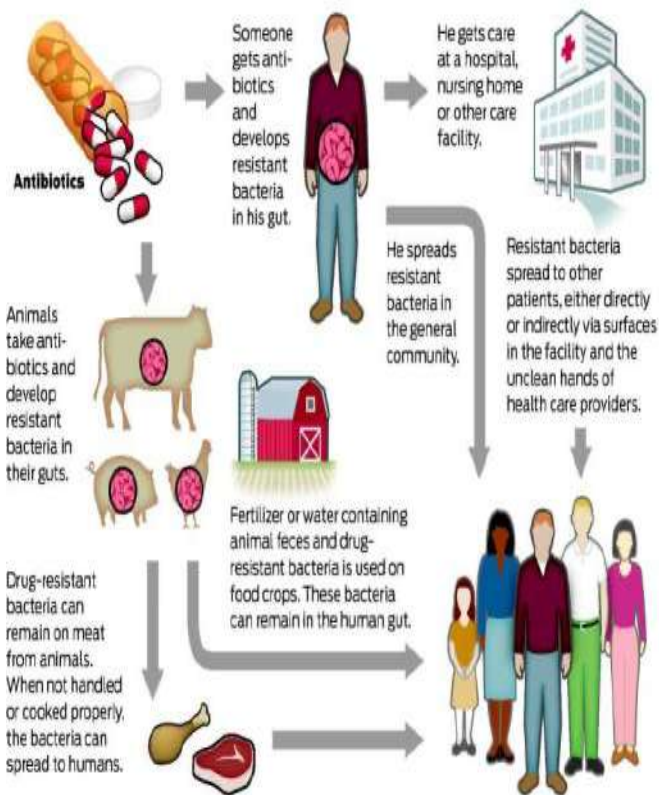 Someone
gets anti-
biotics
and
develops
resistant
bacteria
in his gut.
He gets care
at a hospital,
nursing home
or other care
facility.
Antibiotics
He spreads
resistant
bacteria in
the general
community.
Resistant bacteria
spread to other
patients, either directly
or indirectly via surfaces
in the facility and the
unclean hands of
health care providers.
Animals
take anti-
biotics and
develop
resistant
bacteria in
their guts.
Fertilizer or water containing
animal feces and drug-
resistant bacteria is used on
food crops. These bacteria
can remain in the human gut.
Drug-resistant
bacteria can
remain on meat
from animals.
When not handled
or cooked properly,
the bacteria can
spread to humans.